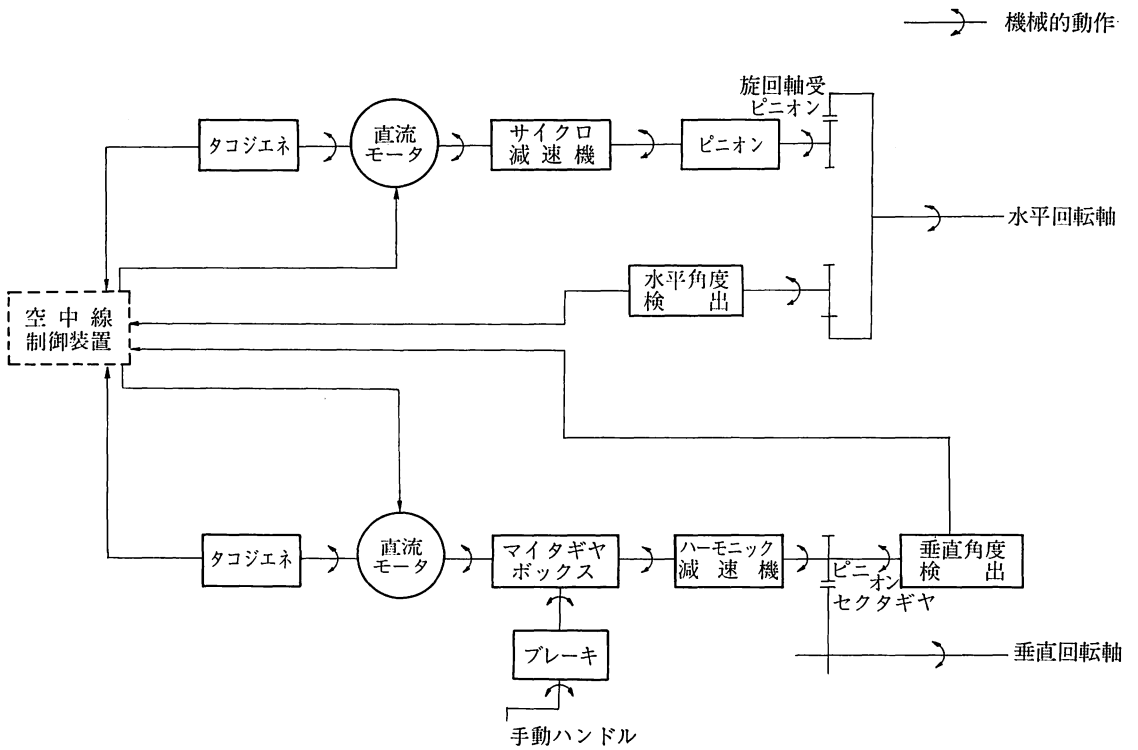 機械的動作
旋回軸受
ピニオン
タコジエネ
直流
モータ
サイクロ
減速機
ピニオン
水平回転軸
水平角度
検出
空中線
制御装置
タコジエネ
直流
モータ
マイタギヤ
ボックス
ハーモニック
減速機
ピニ
オン
セクタギヤ
垂直角度
検出
ブレーキ
垂直回転軸
手動ハンドル